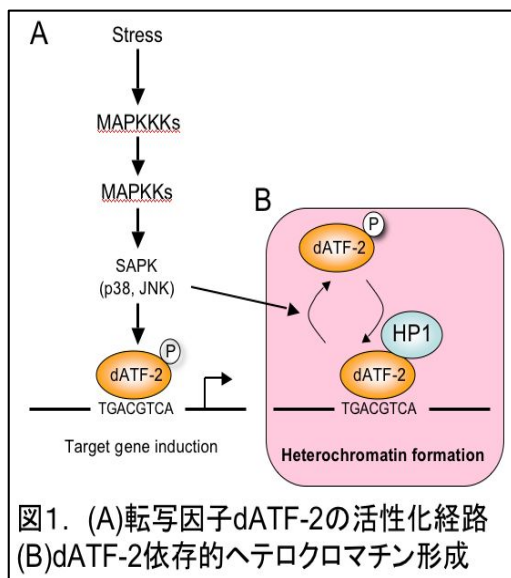 A
Stress
MAPKKKs
MAPKKs
SAPK
(p38, JNK)
P
dATF-2
TGACGTCA
Target gene induction
B
P
dATF-2
HP1
dATF-2
TGACGTCA
Heterochromatin formation
図1. (A)転写因子dATF-2の活性化経路
(B)dATF-2依存的ヘテロクロマチン形成